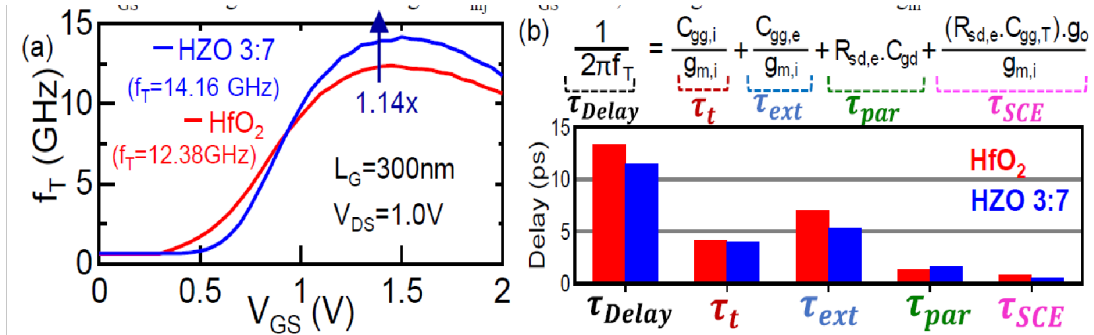 (a)
HZO 3:7
(f_T=14.16 GHz)
HfO₂
(f_T=12.38GHz)
1.14x
L_G=300nm
V_DS=1.0V
f_T (GHz)
15
10
5
0
0 0.5 1 1.5 2
V_GS (V)
(b)
1/(2πf_T) = C_gg,i/g_m,i + C_gg,e/g_m,i + R_sd,e.C_gd + (R_sd,e.C_gg,T).g_o/g_m,i
τ_Delay τ_t τ_ext τ_par τ_SCE
Delay (ps)
15
10
5
0
HfO₂
HZO 3:7
τ_Delay τ_t τ_ext τ_par τ_SCE